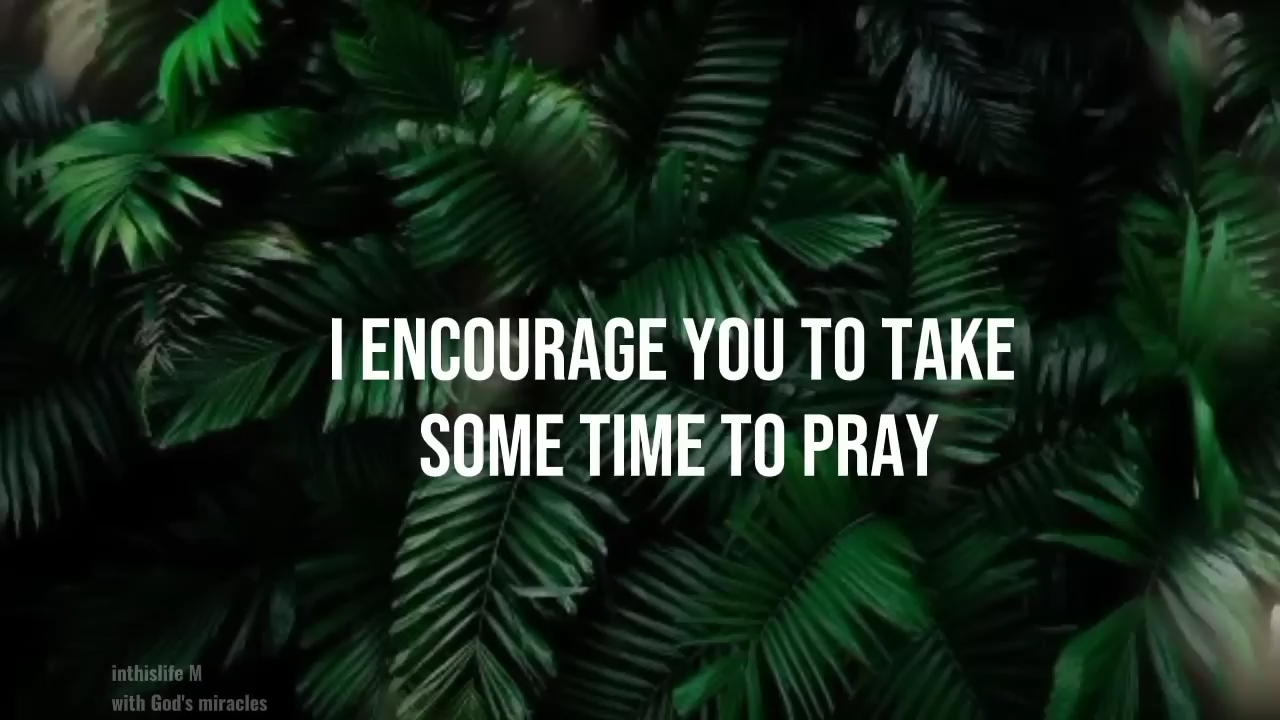 I ENCOURAGE YOU TO TAKE
SOME TIME TO PRAY
inthislife M
with God's miracles